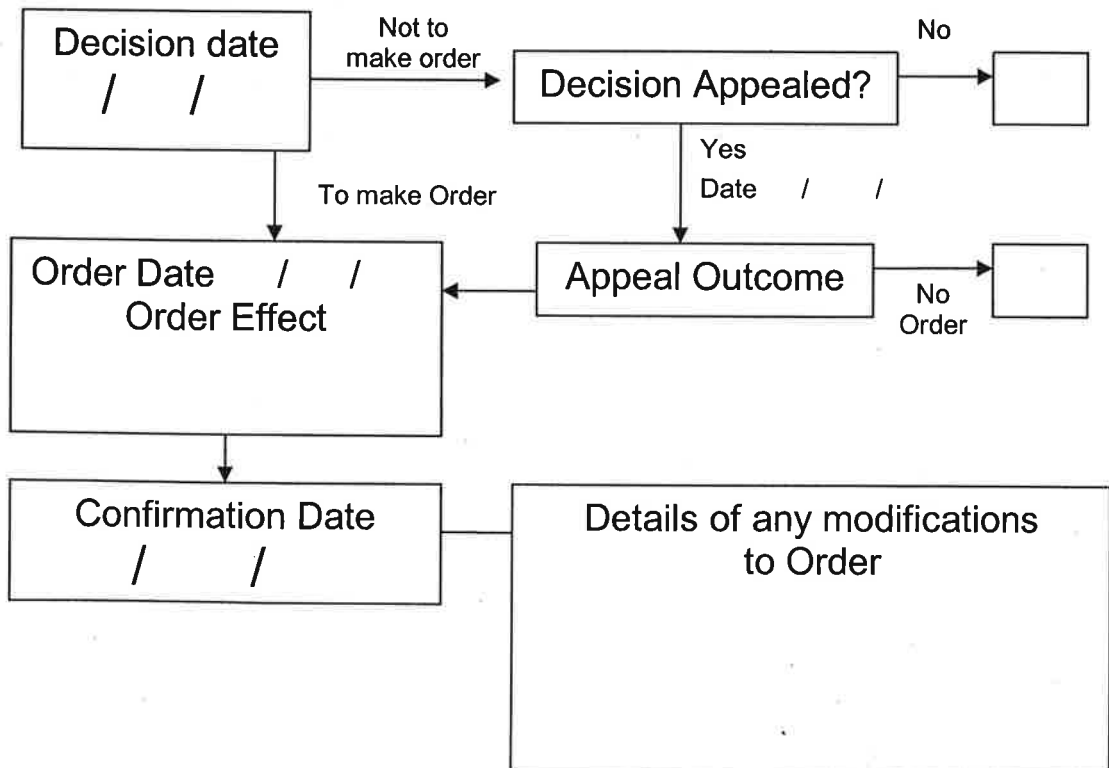 Decision date
/ /
Not to
make order
Decision Appealed?
No
Yes
Date / /
To make Order
Order Date / /
Order Effect
Appeal Outcome
No
Order
Confirmation Date
/ /
Details of any modifications
to Order